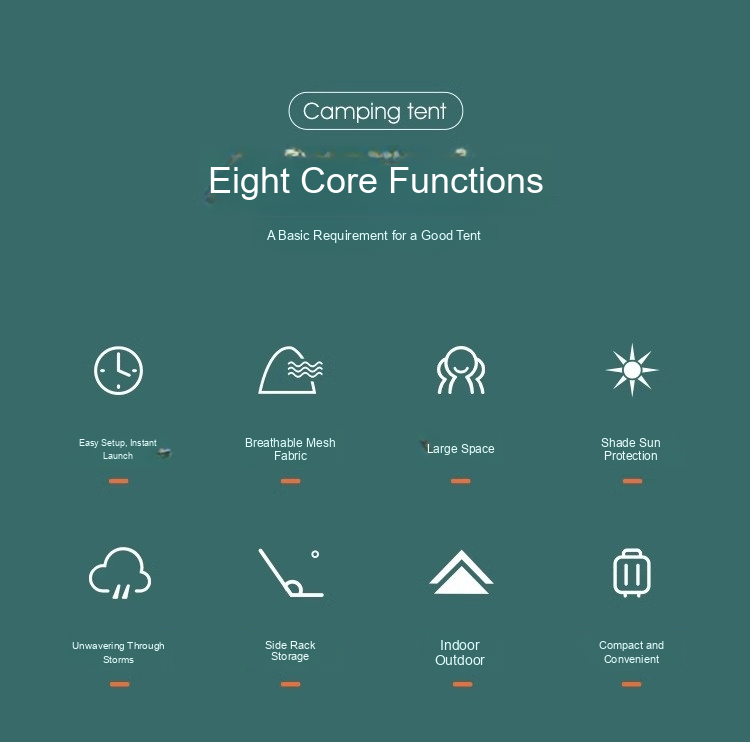 Camping tent
Eight Core Functions
A Basic Requirement for a Good Tent
Easy Setup, Instant
Launch
Breathable Mesh
Fabric
Large Space
Shade Sun
Protection
Unwavering Through
Storms
Side Rack
Storage
Indoor
Outdoor
Compact and
Convenient